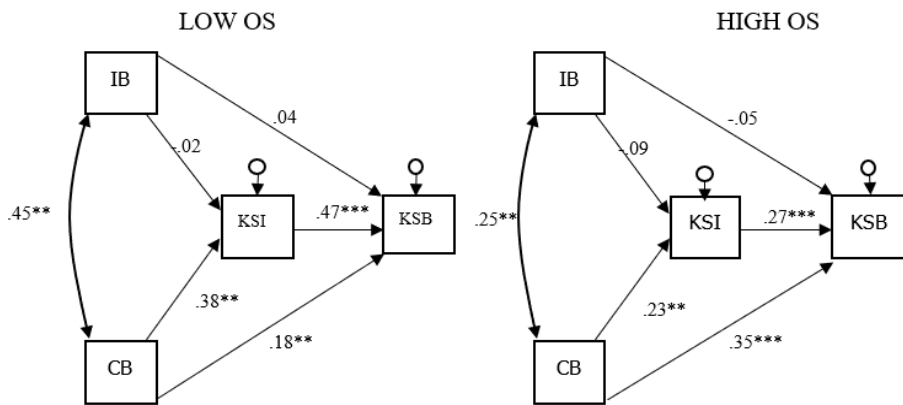 LOW OS
IB
.04
-.02
.45**
KSI
.47***
KSB
.38**
.18**
CB
HIGH OS
IB
-.05
-.09
.25**
KSI
.27***
KSB
.23**
.35***
CB